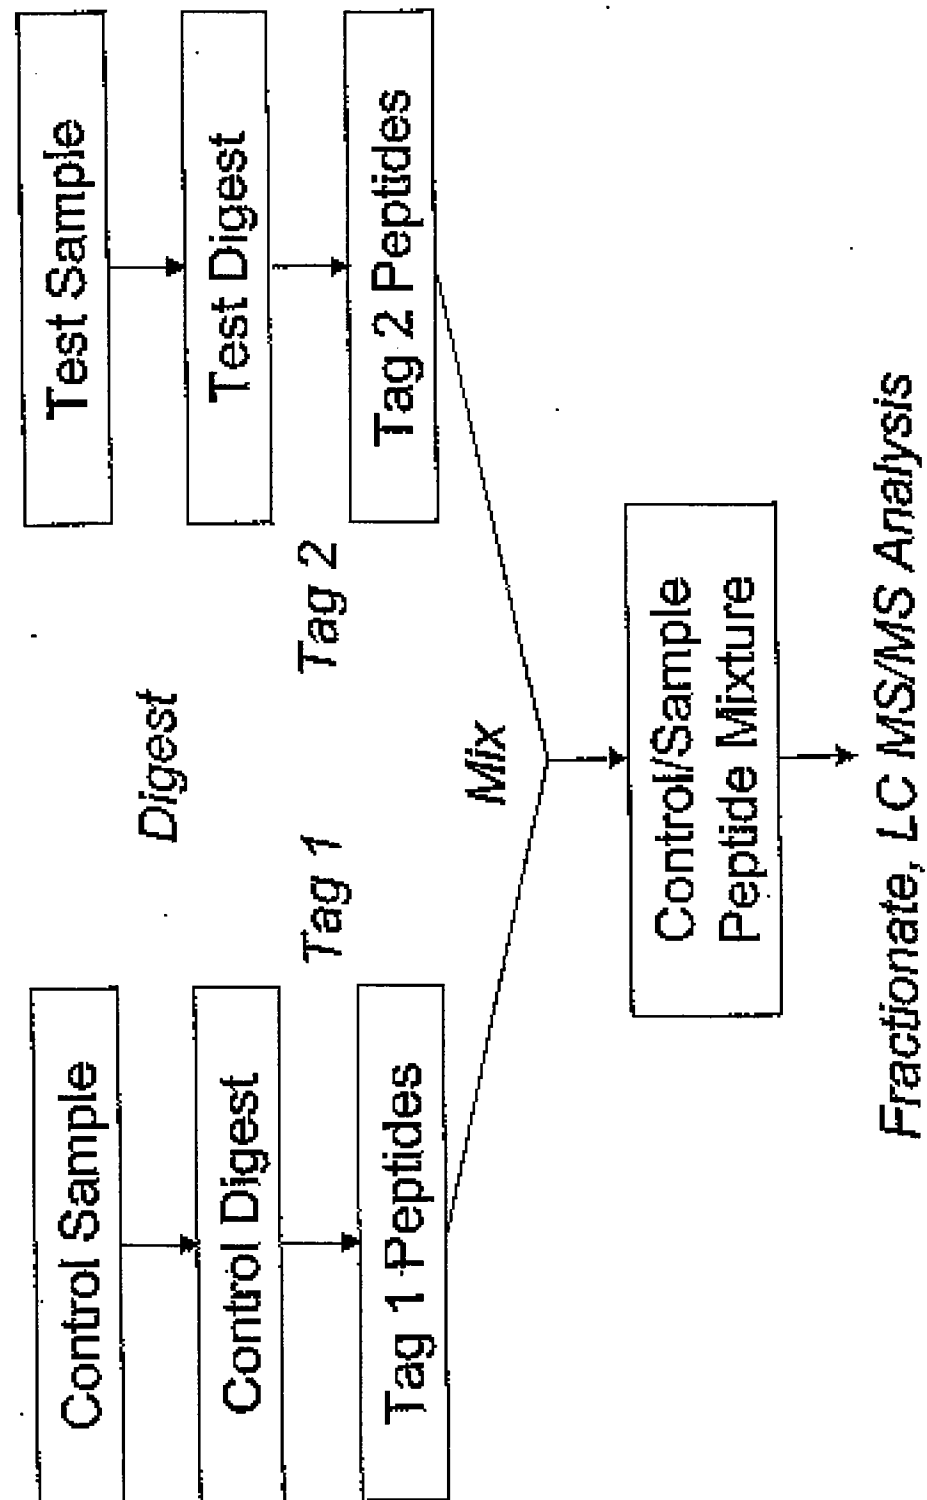 Control Sample
Test Sample
Digest
Control Digest
Test Digest
Tag 1
Tag 2
Tag 1 Peptides
Tag 2 Peptides
Mix
Control/Sample
Peptide Mixture
Fractionate, LC MS/MS Analysis